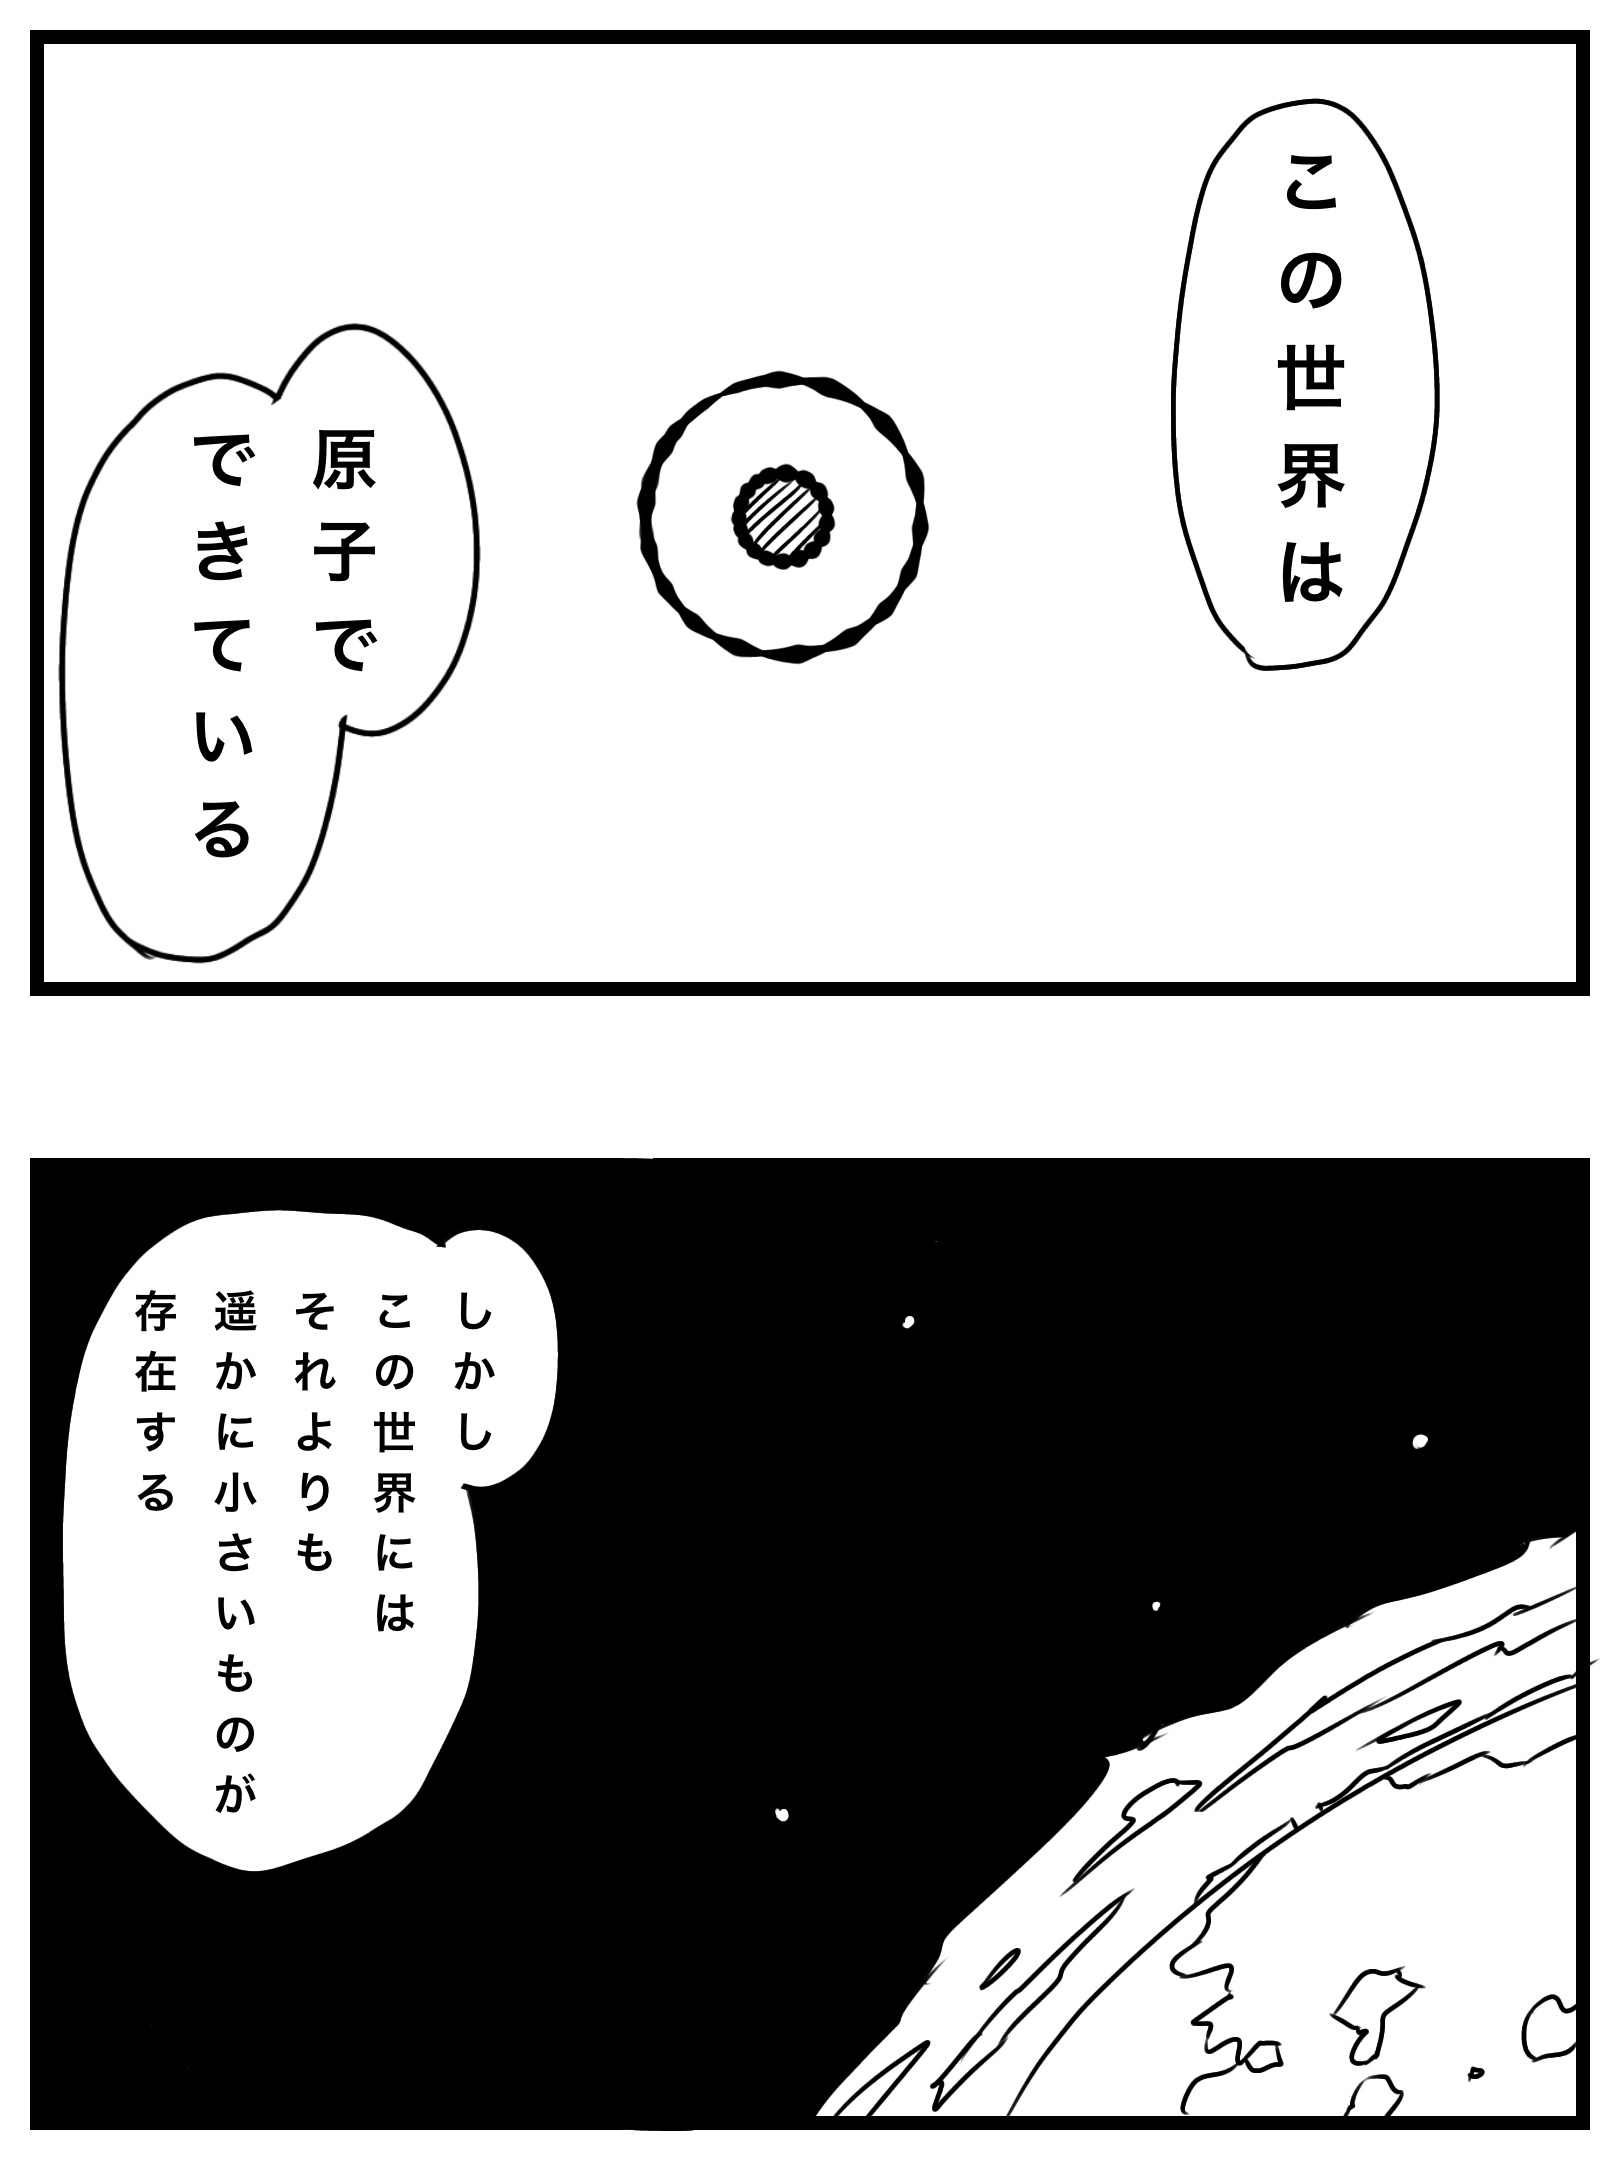 この世界は
原子で
できている
しかし
この世界には
それよりも
遥かに小さいものが
存在する